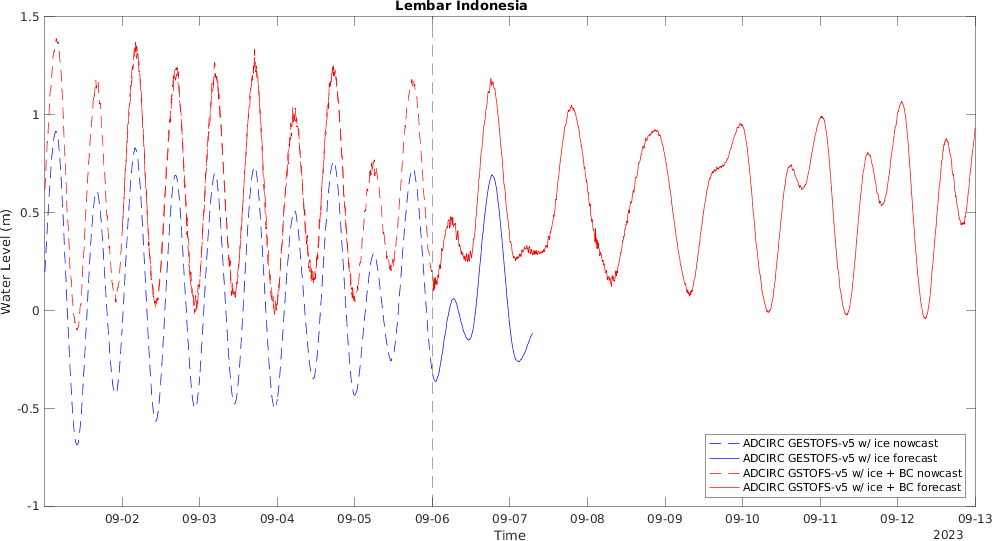 Lembar Indonesia
1.5
1
0.5
0
-0.5
-1
Water Level (m)
09-02
09-03
09-04
09-05
09-06
09-07
09-08
09-09
09-10
09-11
09-12
09-13
Time
2023
ADCIRC GESTOFS-v5 w/ ice nowcast
ADCIRC GESTOFS-v5 w/ ice forecast
ADCIRC GSTOFS-v5 w/ ice + BC nowcast
ADCIRC GSTOFS-v5 w/ ice + BC forecast